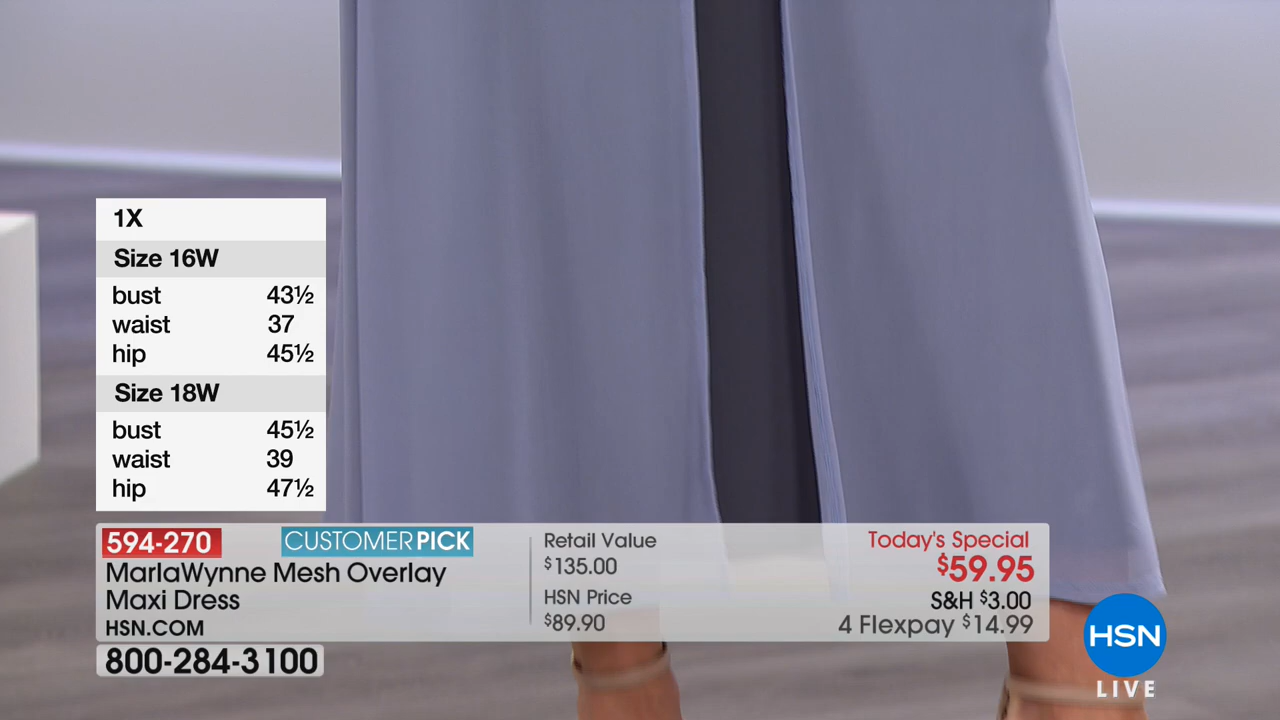 1X
Size 16W
bust 43½
waist 37
hip 45½
Size 18W
bust 45½
waist 39
hip 47½
594-270
CUSTOMER PICK
MarlaWynne Mesh Overlay
Maxi Dress
HSN.COM
800-284-3100
Retail Value
$135.00
HSN Price
$89.90
Today's Special
$59.95
S&H $3.00
4 Flexpay $14.99
HSN
LIVE